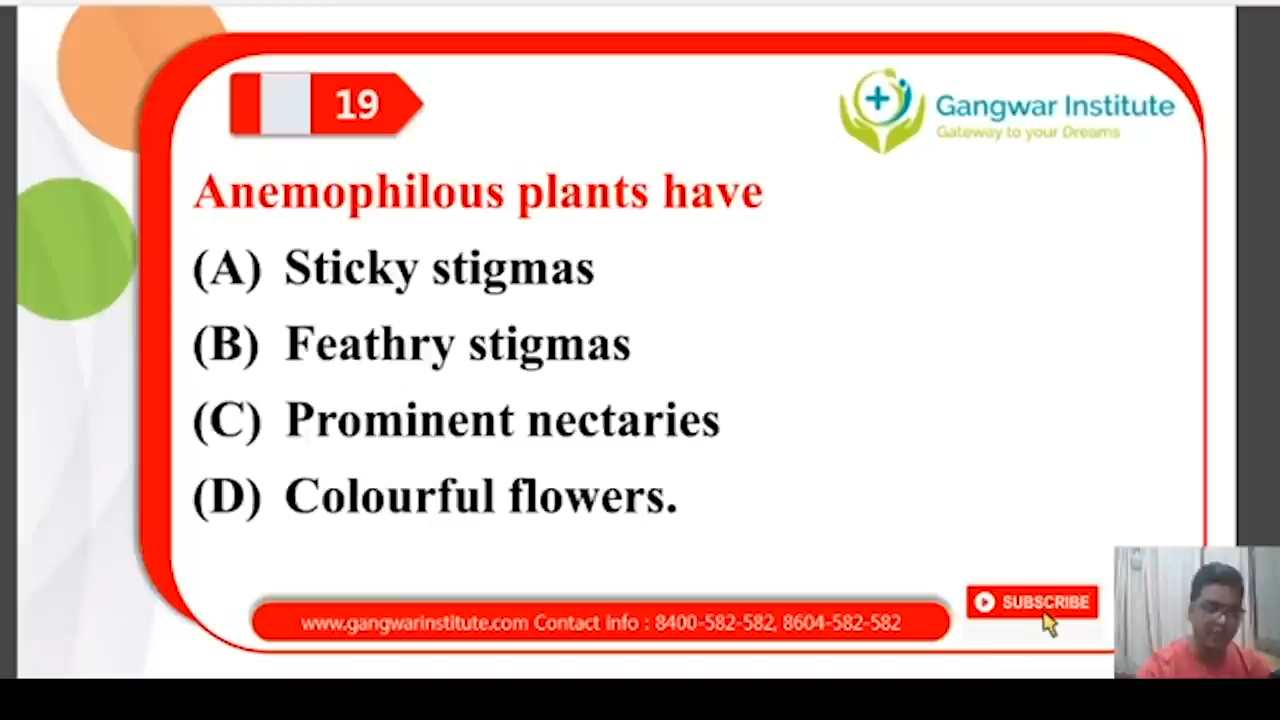 19
Gangwar Institute
Gateway to your Dreams
Anemophilous plants have
(A) Sticky stigmas
(B) Feathry stigmas
(C) Prominent nectaries
(D) Colourful flowers.
SUBSCRIBE
www.gangwarinstitute.com Contact Info : 8400-582-582, 8604-582-582